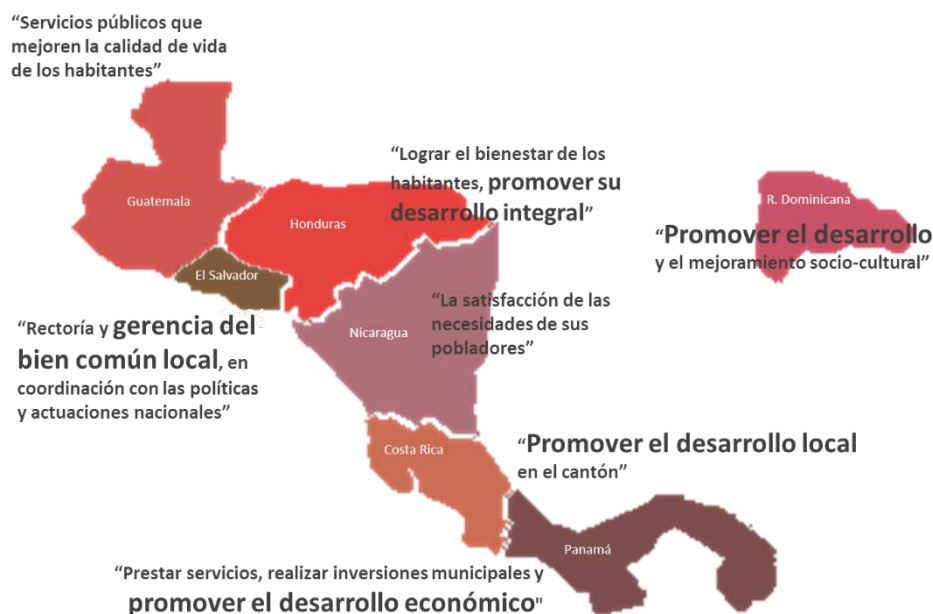 “Servicios públicos que
mejoren la calidad de vida
de los habitantes”
Guatemala
“Lograr el bienestar de los
habitantes, promover su
desarrollo integral”
Honduras
R. Dominicana
“Promover el desarrollo
y el mejoramiento socio-cultural”
El Salvador
“Rectoría y gerencia del
bien común local, en
coordinación con las políticas
y actuaciones nacionales”
“La satisfacción de las
necesidades de sus
pobladores”
Nicaragua
Costa Rica
“Promover el desarrollo local
en el cantón”
Panamá
“Prestar servicios, realizar inversiones municipales y
promover el desarrollo económico"